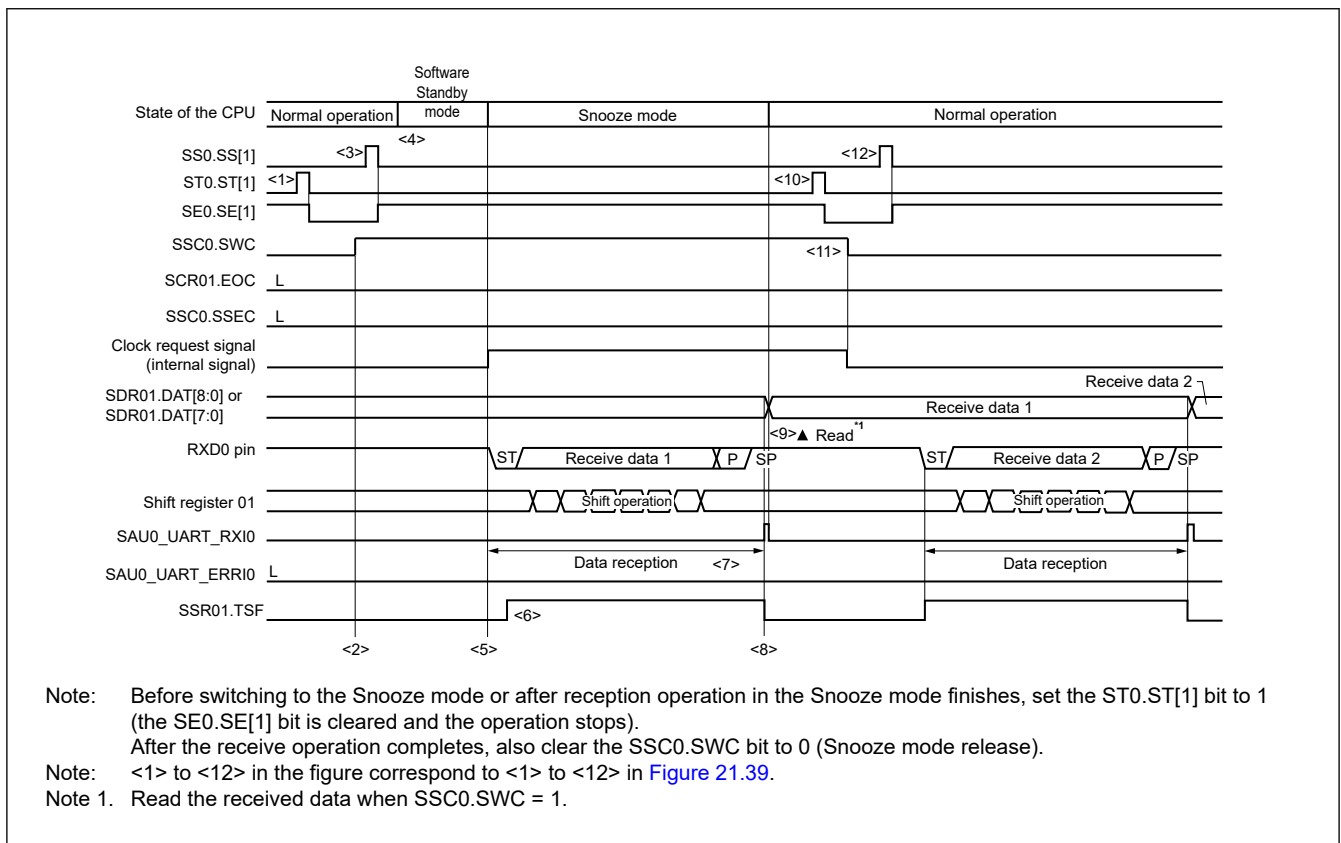 Software
Standby
mode
State of the CPU Normal operation Snooze mode Normal operation
<4>
SS0.SS[1] <3> <12>
ST0.ST[1] <1> <10>
SE0.SE[1]
SSC0.SWC <11>
SCR01.EOC L
SSC0.SSEC L
Clock request signal
(internal signal)
Receive data 2
SDR01.DAT[8:0] or
SDR01.DAT[7:0] Receive data 1
<9>▲ Read*1
RXD0 pin ST Receive data 1 P SP ST Receive data 2 P SP
Shift register 01 Shift operation Shift operation
SAU0_UART_RXI0
Data reception <7> Data reception
SAU0_UART_ERRI0 L
SSR01.TSF <6>
<2> <5> <8>
Note: Before switching to the Snooze mode or after reception operation in the Snooze mode finishes, set the ST0.ST[1] bit to 1
(the SE0.SE[1] bit is cleared and the operation stops).
After the receive operation completes, also clear the SSC0.SWC bit to 0 (Snooze mode release).
Note: <1> to <12> in the figure correspond to <1> to <12> in Figure 21.39.
Note 1. Read the received data when SSC0.SWC = 1.